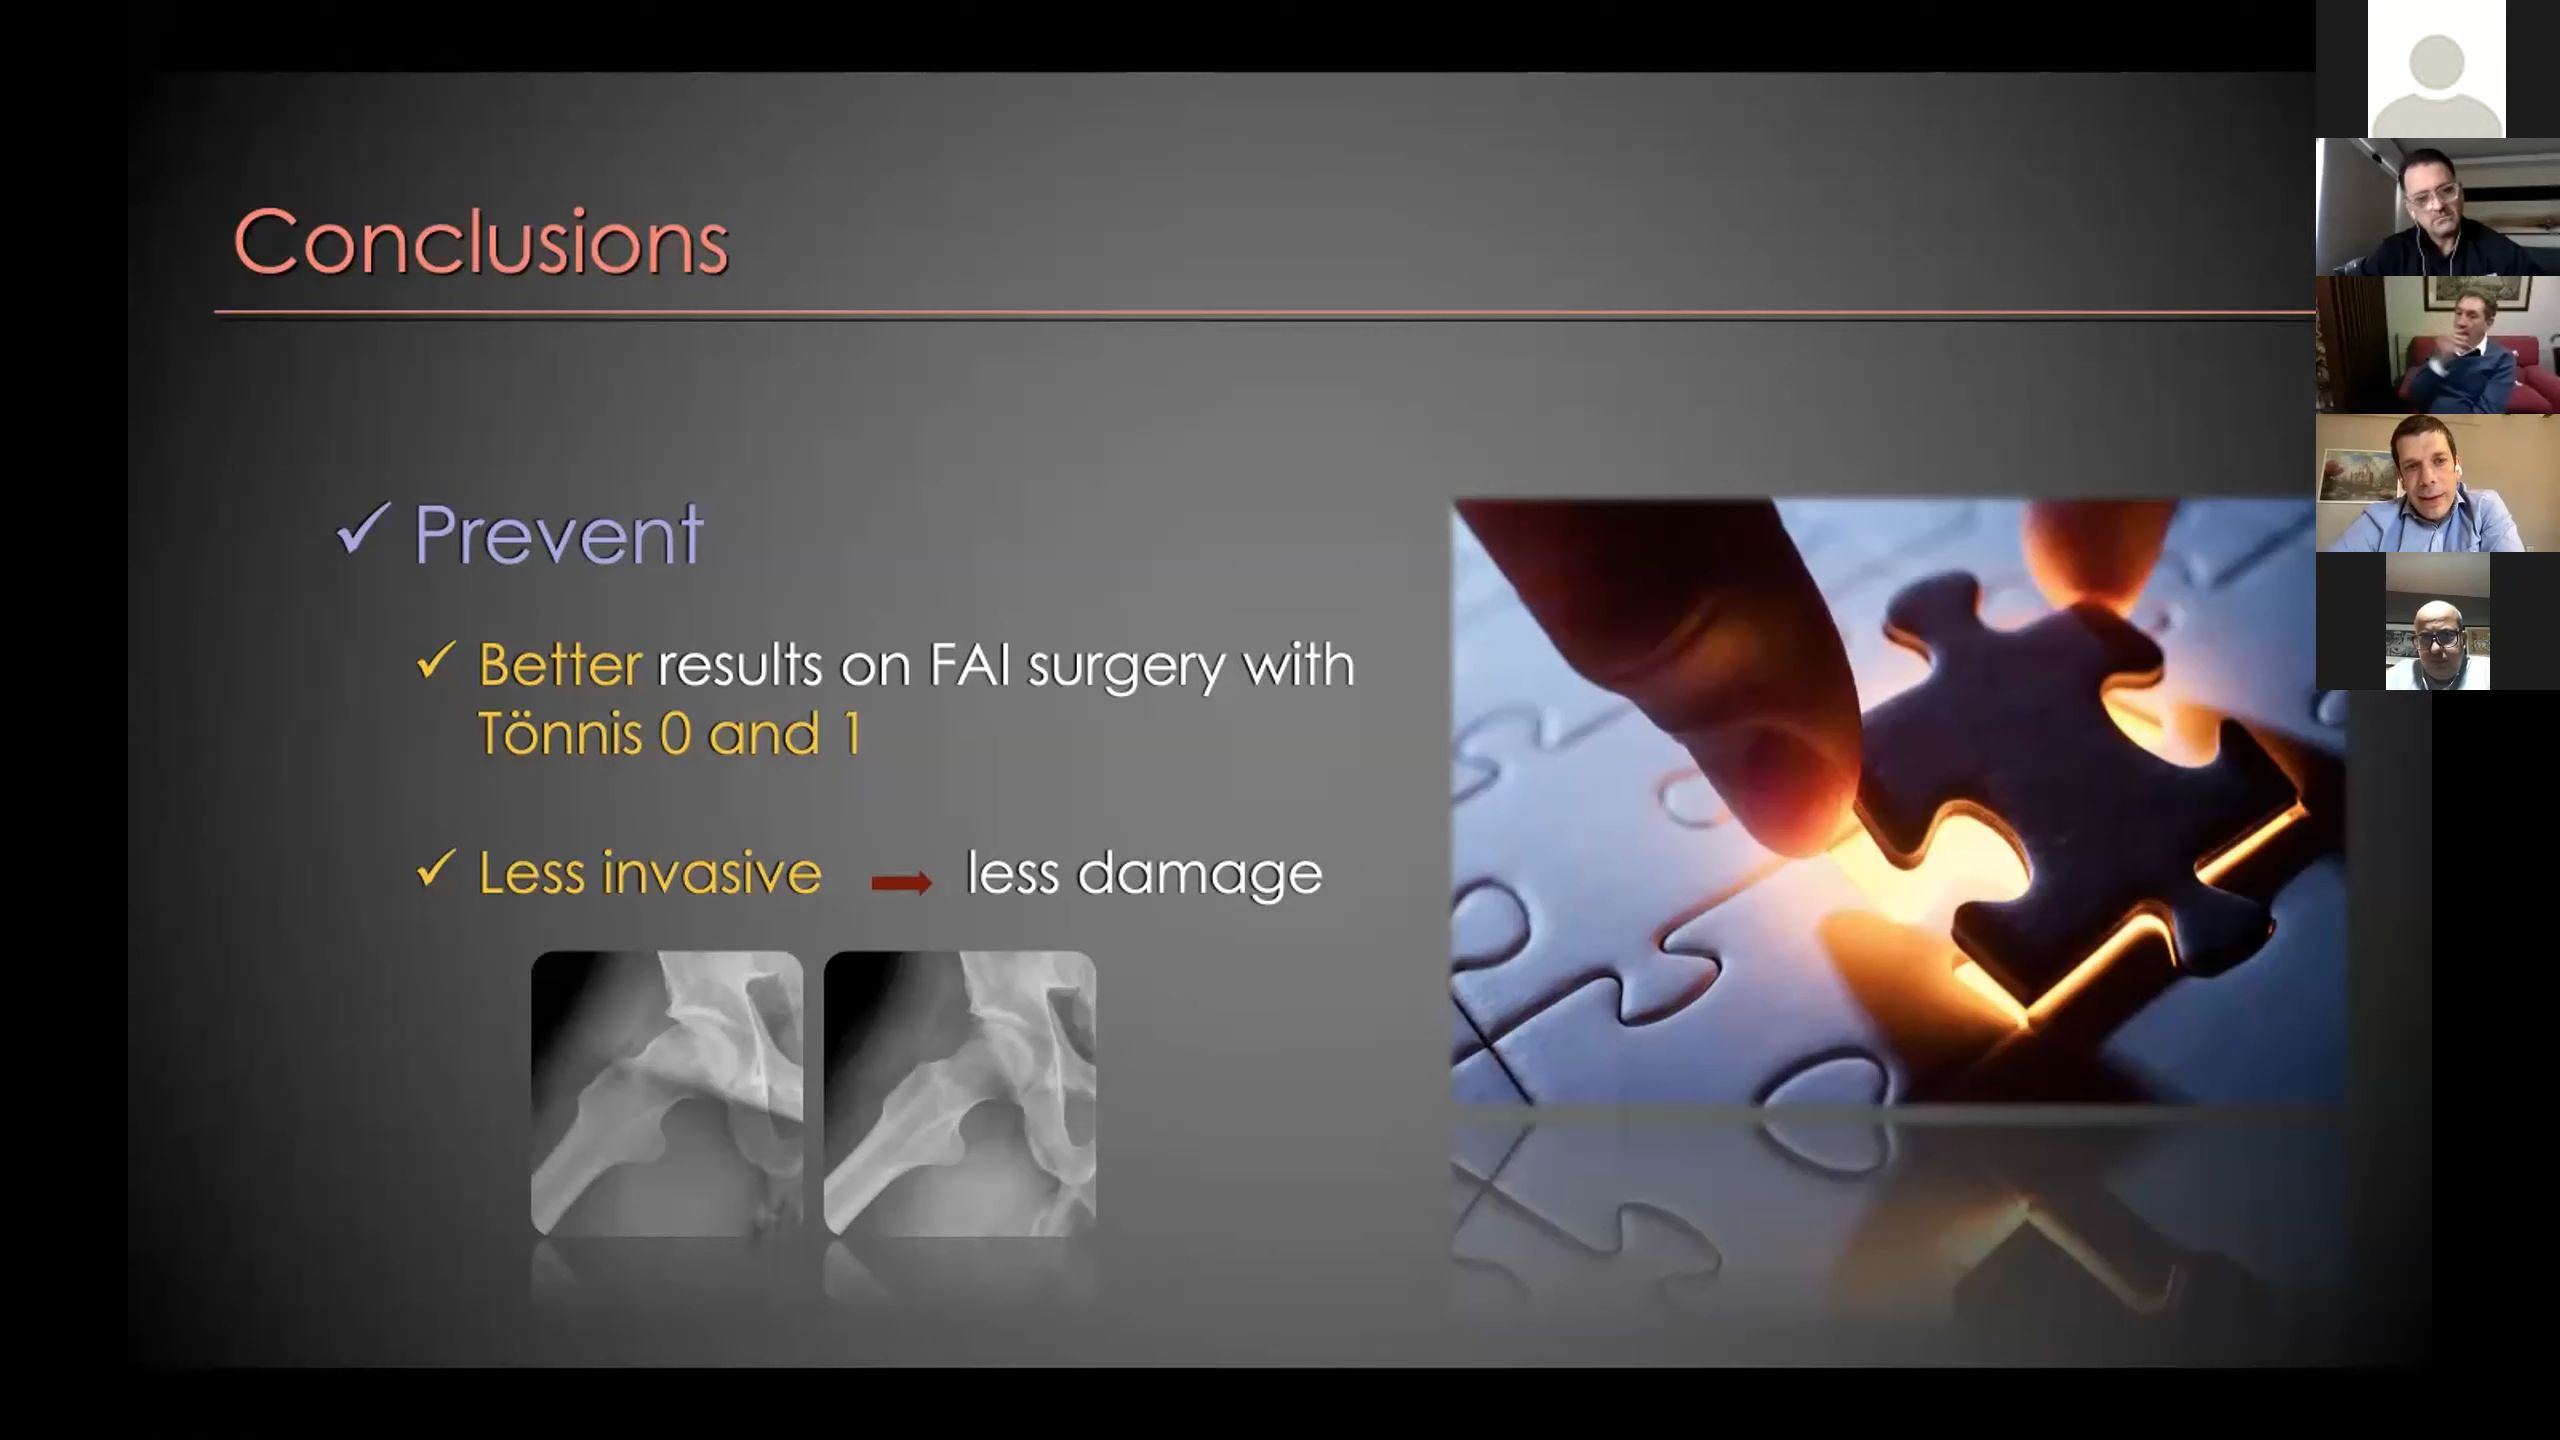 Conclusions
✓ Prevent
✓ Better results on FAI surgery with
Tönnis 0 and 1
✓ Less invasive → less damage